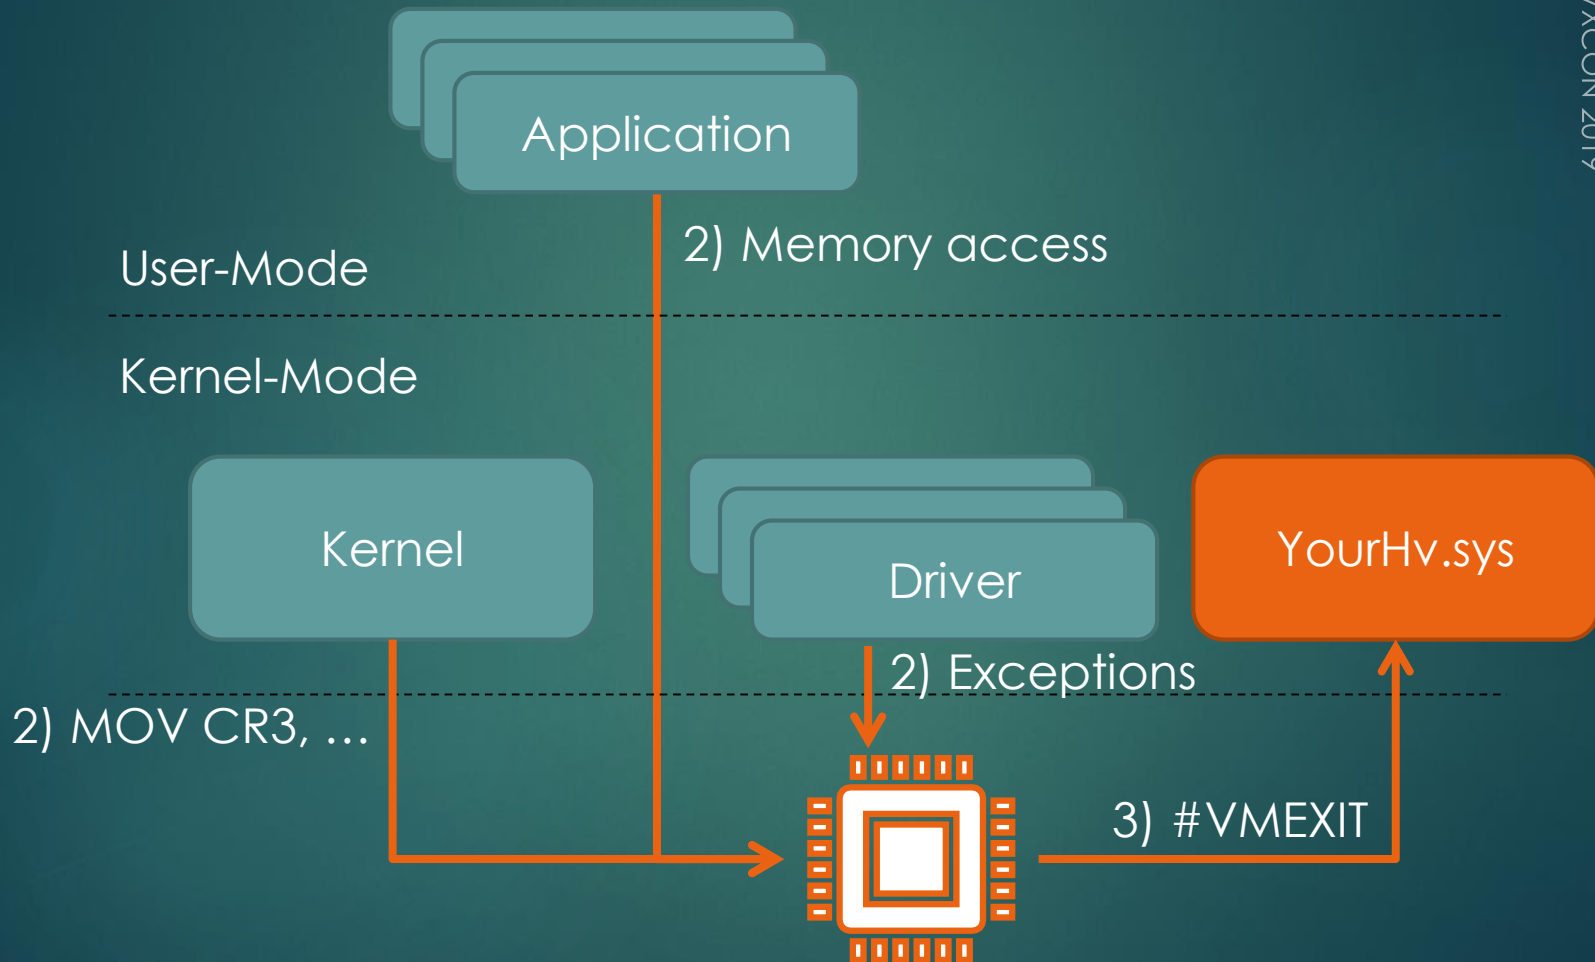 Application
2) Memory access
User-Mode
Kernel-Mode
Kernel
Driver
YourHv.sys
2) Exceptions
2) MOV CR3, …
3) #VMEXIT
2019